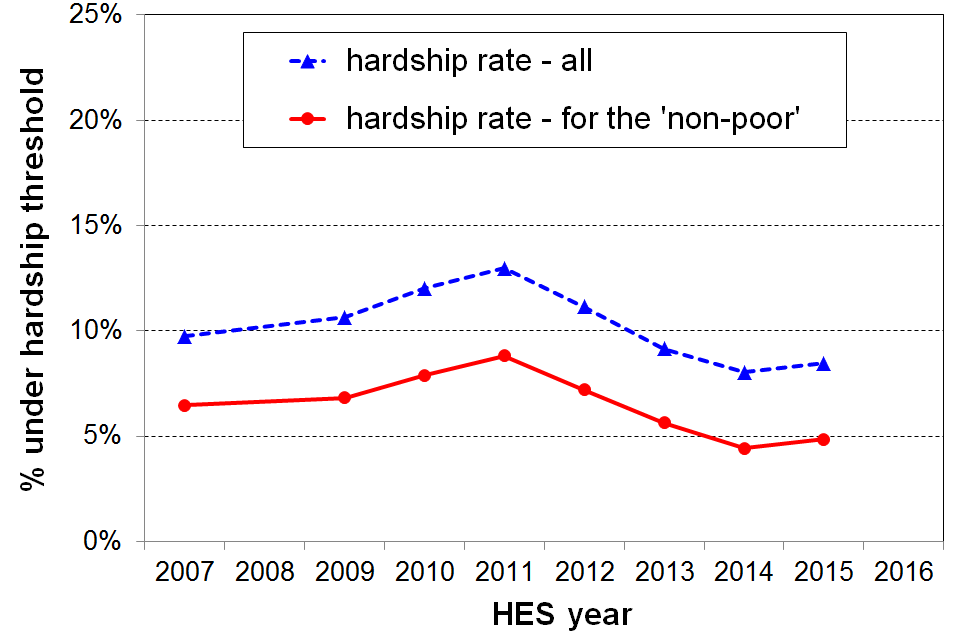 25%
hardship rate - all
20%
hardship rate - for the 'non-poor'
15%
10%
5%
0%
% under hardship threshold
2007 2008 2009 2010 2011 2012 2013 2014 2015 2016
HES year